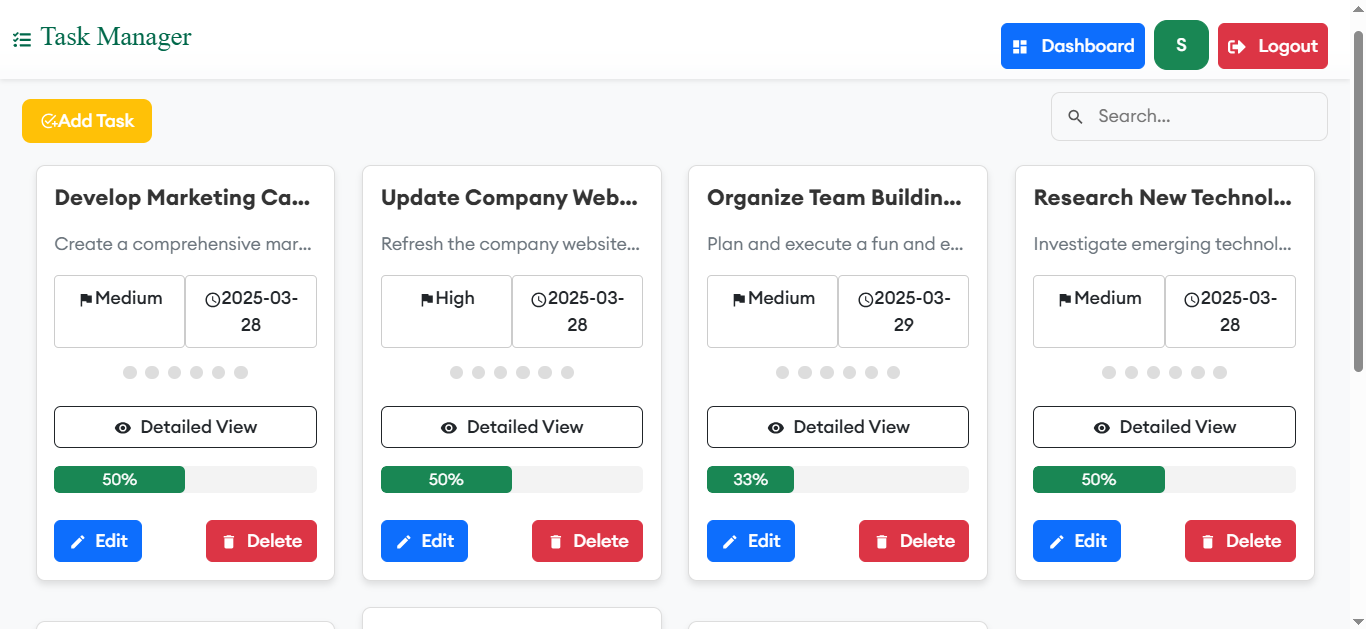 Task Manager
Dashboard
S
Logout
Add Task
Search...
Develop Marketing Ca...
Create a comprehensive mar...
Medium
2025-03-
28
Detailed View
50%
Edit
Delete
Update Company Web...
Refresh the company website...
High
2025-03-
28
Detailed View
50%
Edit
Delete
Organize Team Buildin...
Plan and execute a fun and e...
Medium
2025-03-
29
Detailed View
33%
Edit
Delete
Research New Technol...
Investigate emerging technol...
Medium
2025-03-
28
Detailed View
50%
Edit
Delete